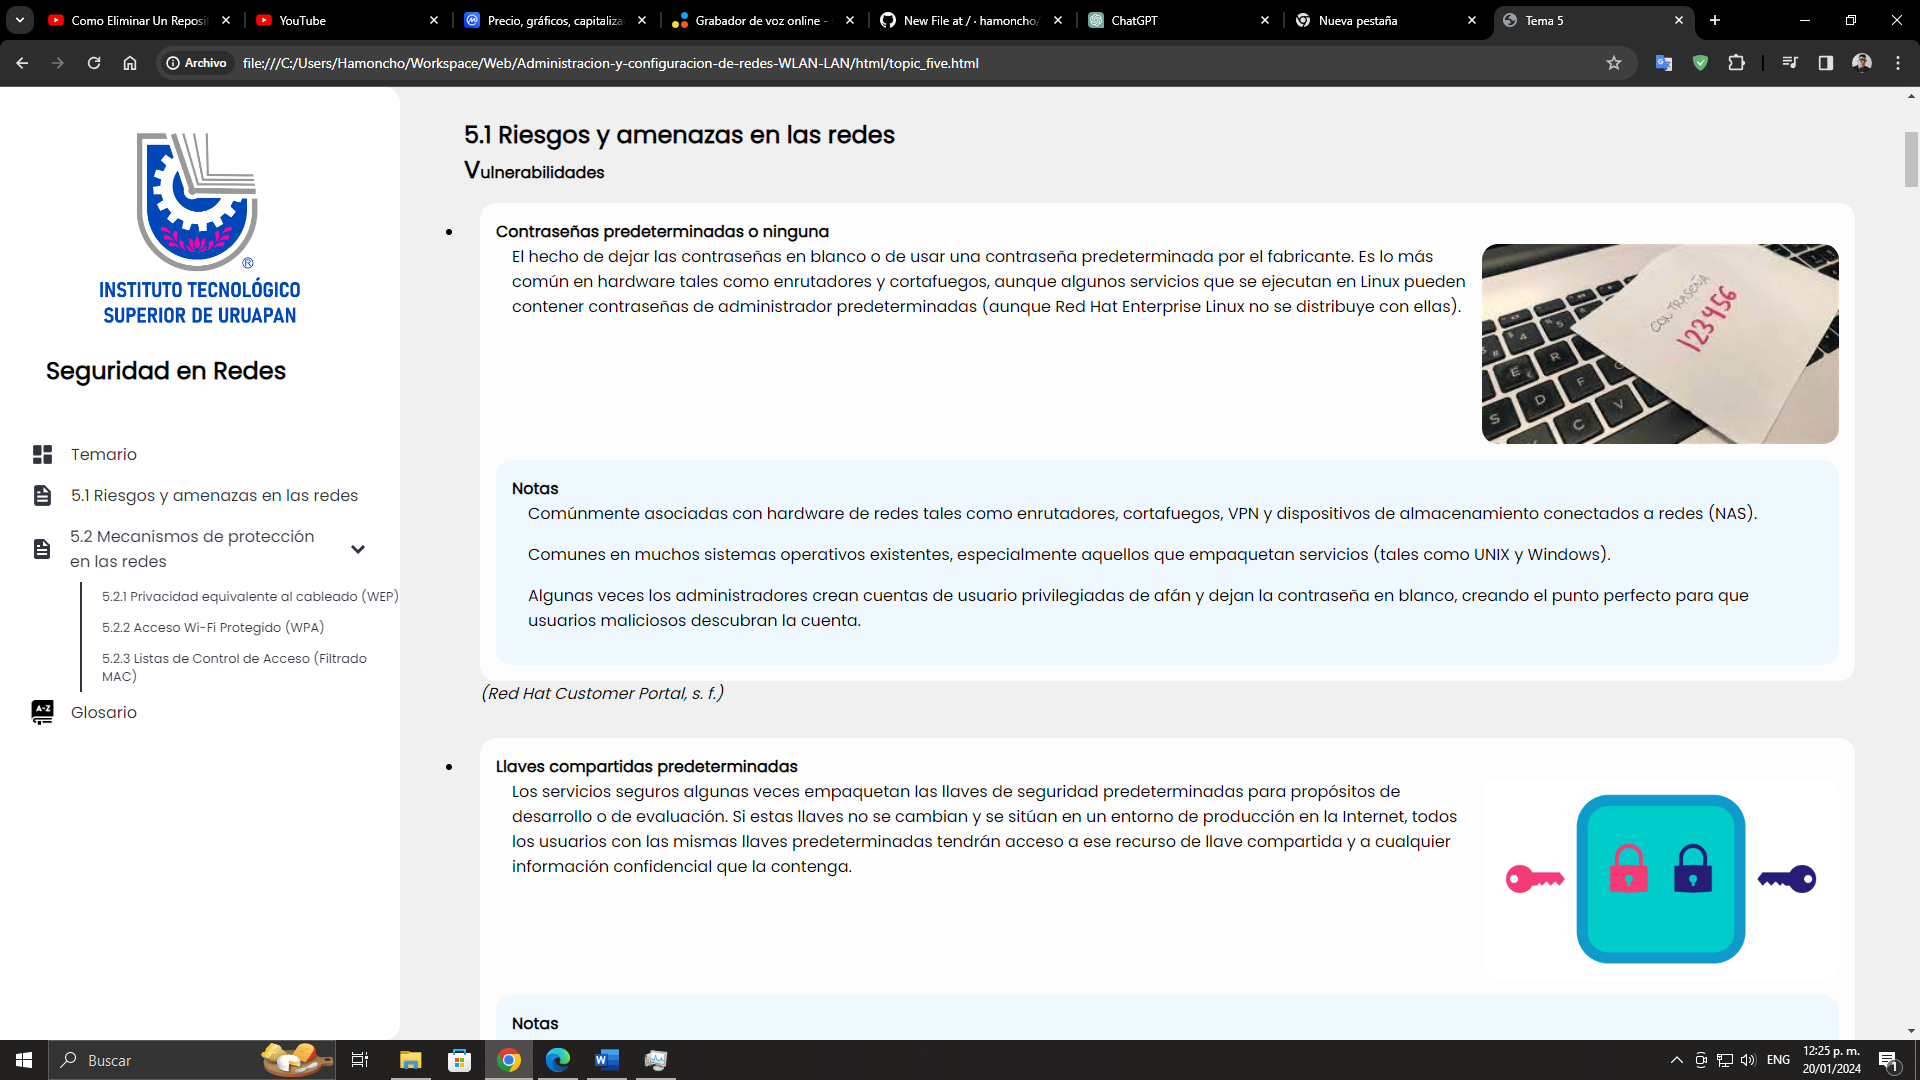 Como Eliminar Un Reposit
YouTube
Precio, gráficos, capitaliza
Grabador de voz online -
New File at / · hamoncho/
ChatGPT
Nueva pestaña
Tema 5
Archivo
file:///C:/Users/Hamoncho/Workspace/Web/Administracion-y-configuracion-de-redes-WLAN-LAN/html/topic_five.html
INSTITUTO TECNOLÓGICO
SUPERIOR DE URUAPAN
Seguridad en Redes
Temario
5.1 Riesgos y amenazas en las redes
5.2 Mecanismos de protección
en las redes
5.2.1 Privacidad equivalente al cableado (WEP)
5.2.2 Acceso Wi-Fi Protegido (WPA)
5.2.3 Listas de Control de Acceso (Filtrado
MAC)
A-Z
Glosario
5.1 Riesgos y amenazas en las redes
Vulnerabilidades
Contraseñas predeterminadas o ninguna
El hecho de dejar las contraseñas en blanco o de usar una contraseña predeterminada por el fabricante. Es lo más
común en hardware tales como enrutadores y cortafuegos, aunque algunos servicios que se ejecutan en Linux pueden
contener contraseñas de administrador predeterminadas (aunque Red Hat Enterprise Linux no se distribuye con ellas).
CONTRASEÑA
123456
Notas
Comúnmente asociadas con hardware de redes tales como enrutadores, cortafuegos, VPN y dispositivos de almacenamiento conectados a redes (NAS).
Comunes en muchos sistemas operativos existentes, especialmente aquellos que empaquetan servicios (tales como UNIX y Windows).
Algunas veces los administradores crean cuentas de usuario privilegiadas de afán y dejan la contraseña en blanco, creando el punto perfecto para que
usuarios maliciosos descubran la cuenta.
(Red Hat Customer Portal, s. f.)
Llaves compartidas predeterminadas
Los servicios seguros algunas veces empaquetan las llaves de seguridad predeterminadas para propósitos de
desarrollo o de evaluación. Si estas llaves no se cambian y se sitúan en un entorno de producción en la Internet, todos
los usuarios con las mismas llaves predeterminadas tendrán acceso a ese recurso de llave compartida y a cualquier
información confidencial que la contenga.
Notas
Buscar
ENG
12:25 p. m.
20/01/2024
1